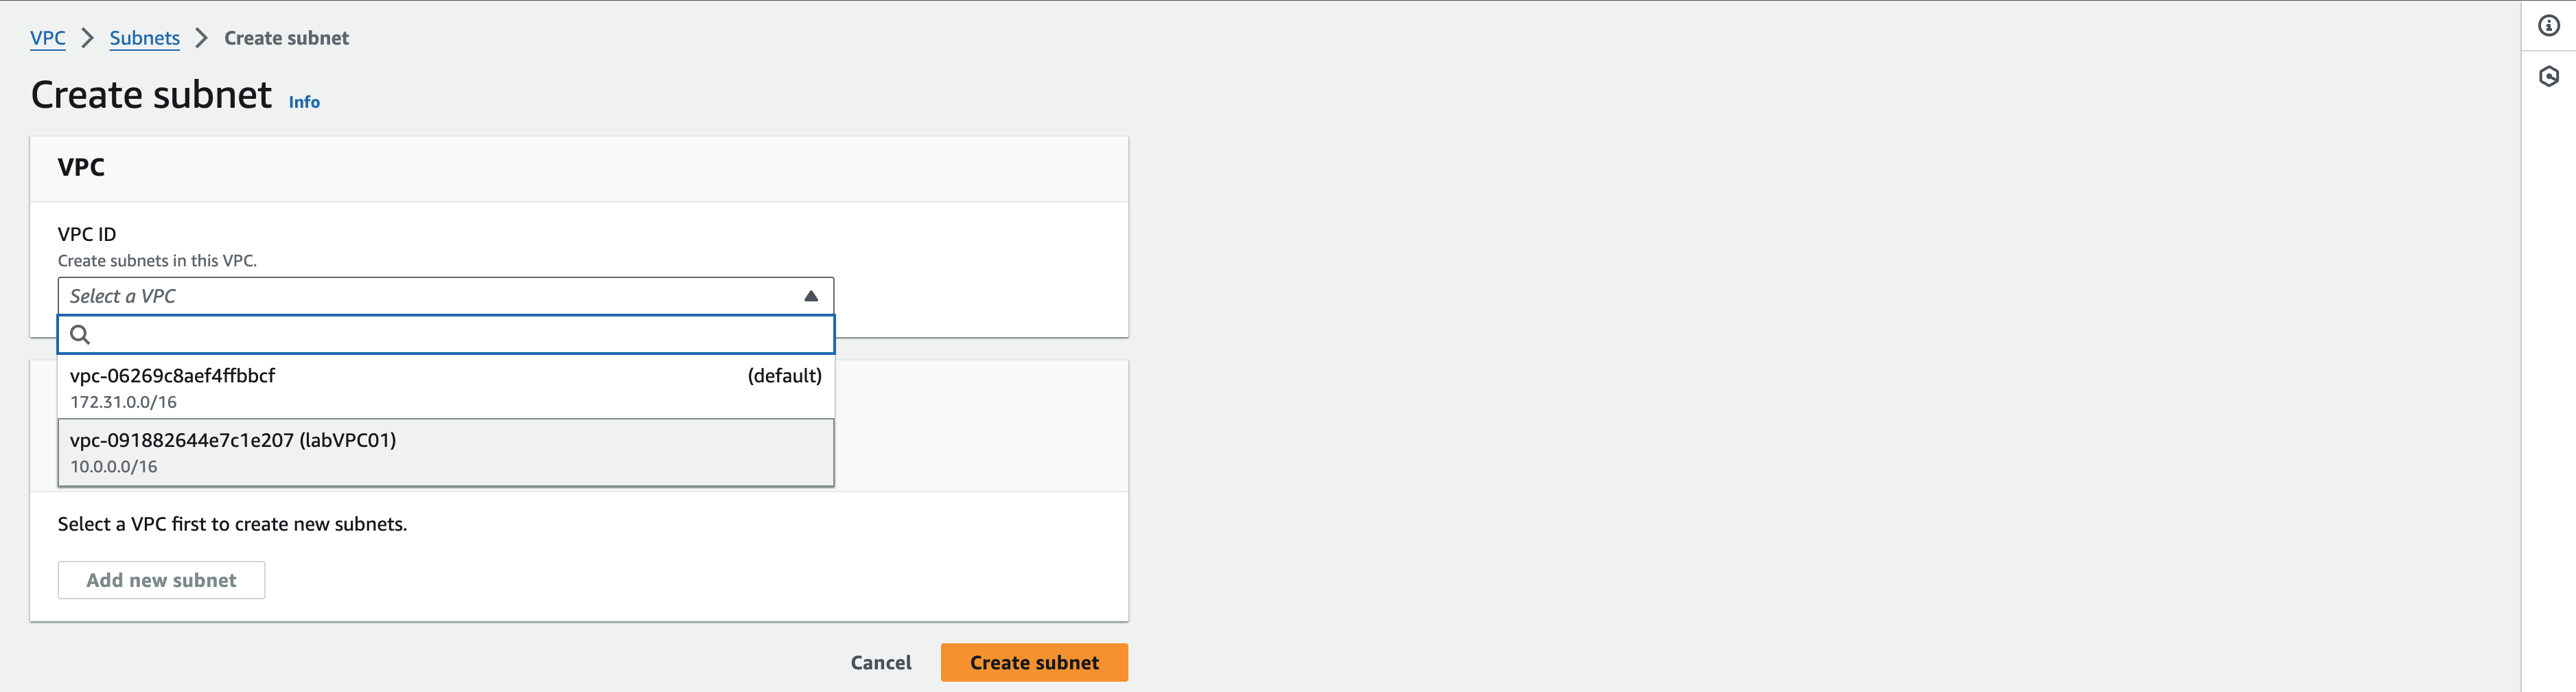 VPC > Subnets > Create subnet
Create subnet Info
VPC
VPC ID
Create subnets in this VPC.
Select a VPC
vpc-06269c8aef4ffbbcf (default)
172.31.0.0/16
vpc-091882644e7c1e207 (labVPC01)
10.0.0.0/16
Select a VPC first to create new subnets.
Add new subnet
Cancel Create subnet